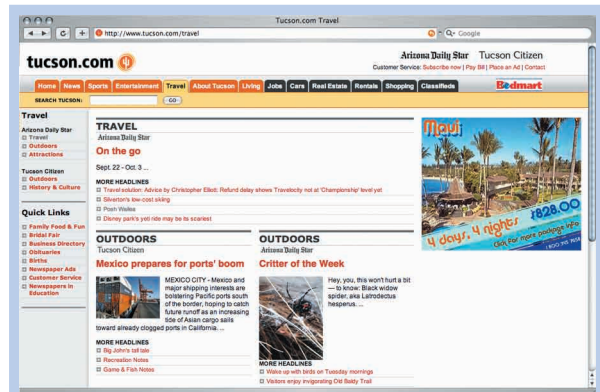 Tucson.com Travel
http://www.tucson.com/travel
Google
tucson.com
Arizona Daily Star Tucson Citizen
Customer Service: Subscribe now | Pay Bill | Place an Ad | Contact
Home News Sports Entertainment Travel About Tucson Living Jobs Cars Real Estate Rentals Shopping Classifieds
Bedmart
SEARCH TUCSON: GO
Travel
Arizona Daily Star
Travel
Outdoors
Attractions
Tucson Citizen
Outdoors
History & Culture
Quick Links
Family Food & Fun
Bridal Fair
Business Directory
Obituaries
Births
Newspaper Ads
Customer Service
Newspapers in
Education
TRAVEL
Arizona Daily Star
On the go
Sept. 22 - Oct. 3 ...
MORE HEADLINES
Travel solution: Advice by Christopher Elliott: Refund delay shows Travelocity not at 'Championship' level yet
Silverton's low-cost skiing
Posh Wailea
Disney park's yeti ride may be its scariest
OUTDOORS
Tucson Citizen
Mexico prepares for ports' boom
MEXICO CITY - Mexico and
major shipping interests are
bolstering Pacific ports south
of the border, hoping to catch
future runoff as an increasing
tide of Asian cargo sails
toward already clogged ports in California. ...
MORE HEADLINES
Big John's tall tale
Recreation Notes
Game & Fish Notes
OUTDOORS
Arizona Daily Star
Critter of the Week
Hey, you, this won't hurt a bit
— to know: Black widow
spider, aka Latrodectus
hesperus. ...
MORE HEADLINES
Wake up with birds on Tuesday mornings
Visitors enjoy invigorating Old Baldy Trail
Maui
4 days, 4 nights $828.00
Click for more package info